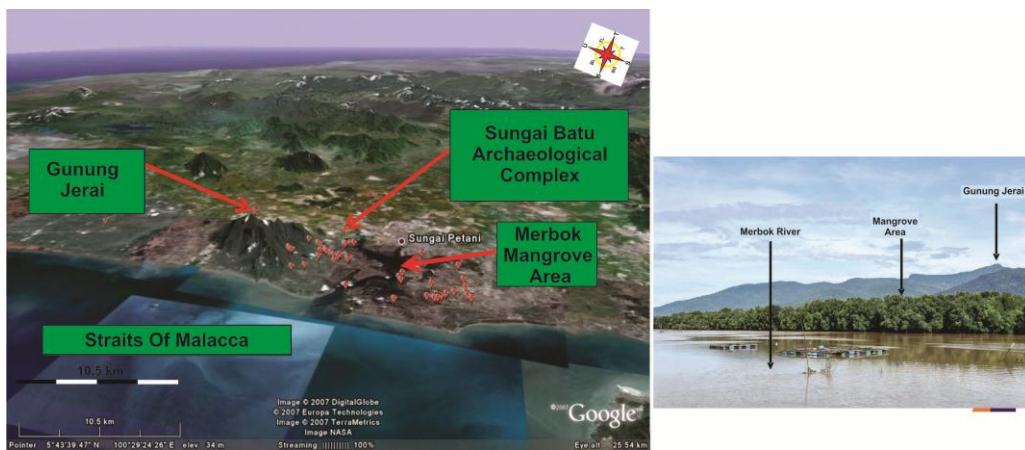 Gunung
Jerai
Sungai Batu
Archaeological
Complex
Sungai Petani
Merbok
Mangrove
Area
Straits Of Malacca
10.5 km
10.5 km
Image © 2007 DigitalGlobe
© 2007 Europa Technologies
Image © 2007 TerraMetrics
Image NASA
©2007 Google
Pointer 5°43'39.47" N 100°29'24.26" E elev 34 m Streaming |||||||||| 100% Eye alt 25.54 km
Gunung Jerai
Mangrove
Area
Merbok River